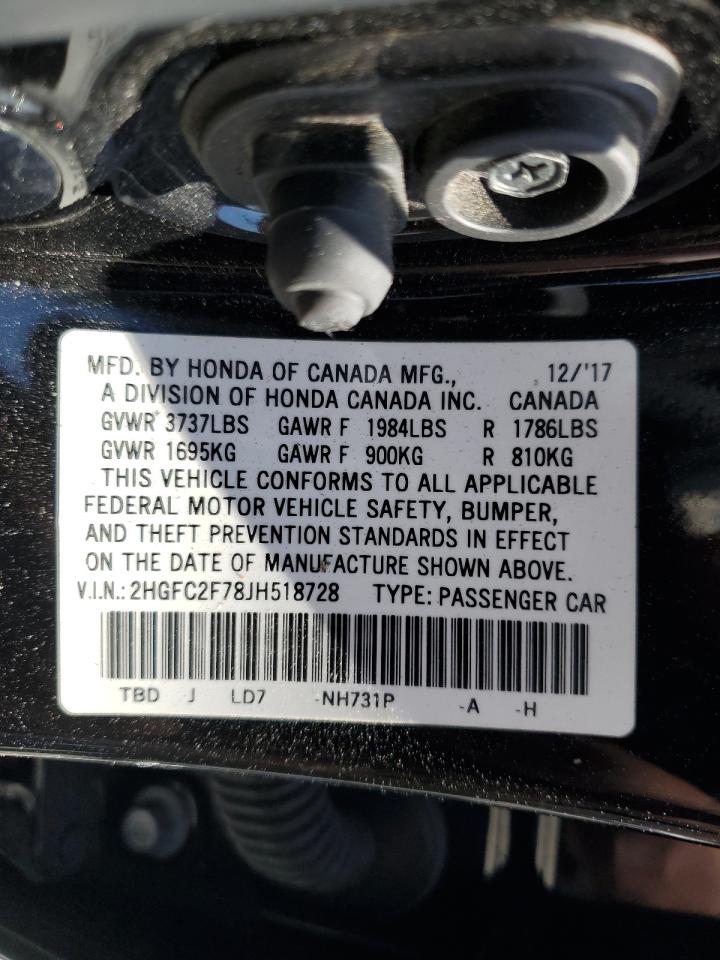 MFD. BY HONDA OF CANADA MFG., 12/'17
A DIVISION OF HONDA CANADA INC. CANADA
GVWR 3737LBS GAWR F 1984LBS R 1786LBS
GVWR 1695KG GAWR F 900KG R 810KG
THIS VEHICLE CONFORMS TO ALL APPLICABLE
FEDERAL MOTOR VEHICLE SAFETY, BUMPER,
AND THEFT PREVENTION STANDARDS IN EFFECT
ON THE DATE OF MANUFACTURE SHOWN ABOVE.
V.I.N.: 2HGFC2F78JH518728 TYPE: PASSENGER CAR
TBD -J LD7 -NH731P -A -H